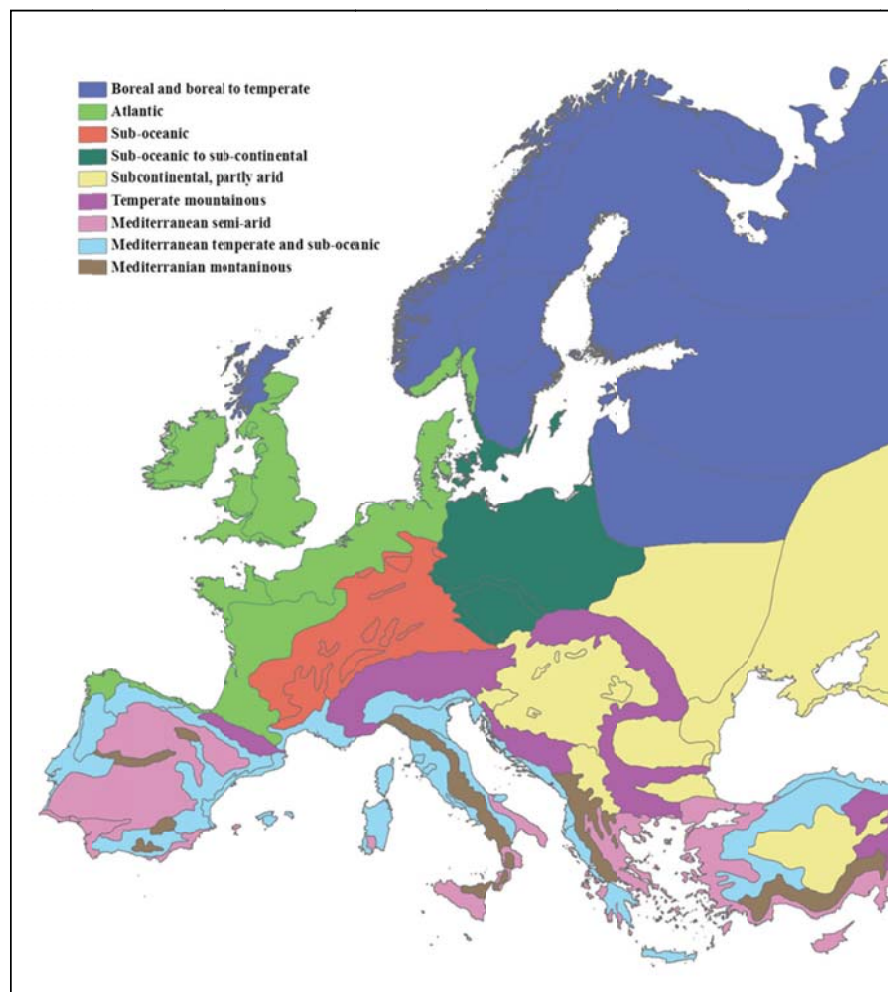 Boreal and boreal to temperate
Atlantic
Sub-oceanic
Sub-oceanic to sub-continental
Subcontinental, partly arid
Temperate mountainous
Mediterranean semi-arid
Mediterranean temperate and sub-oceanic
Mediterranian montaninous